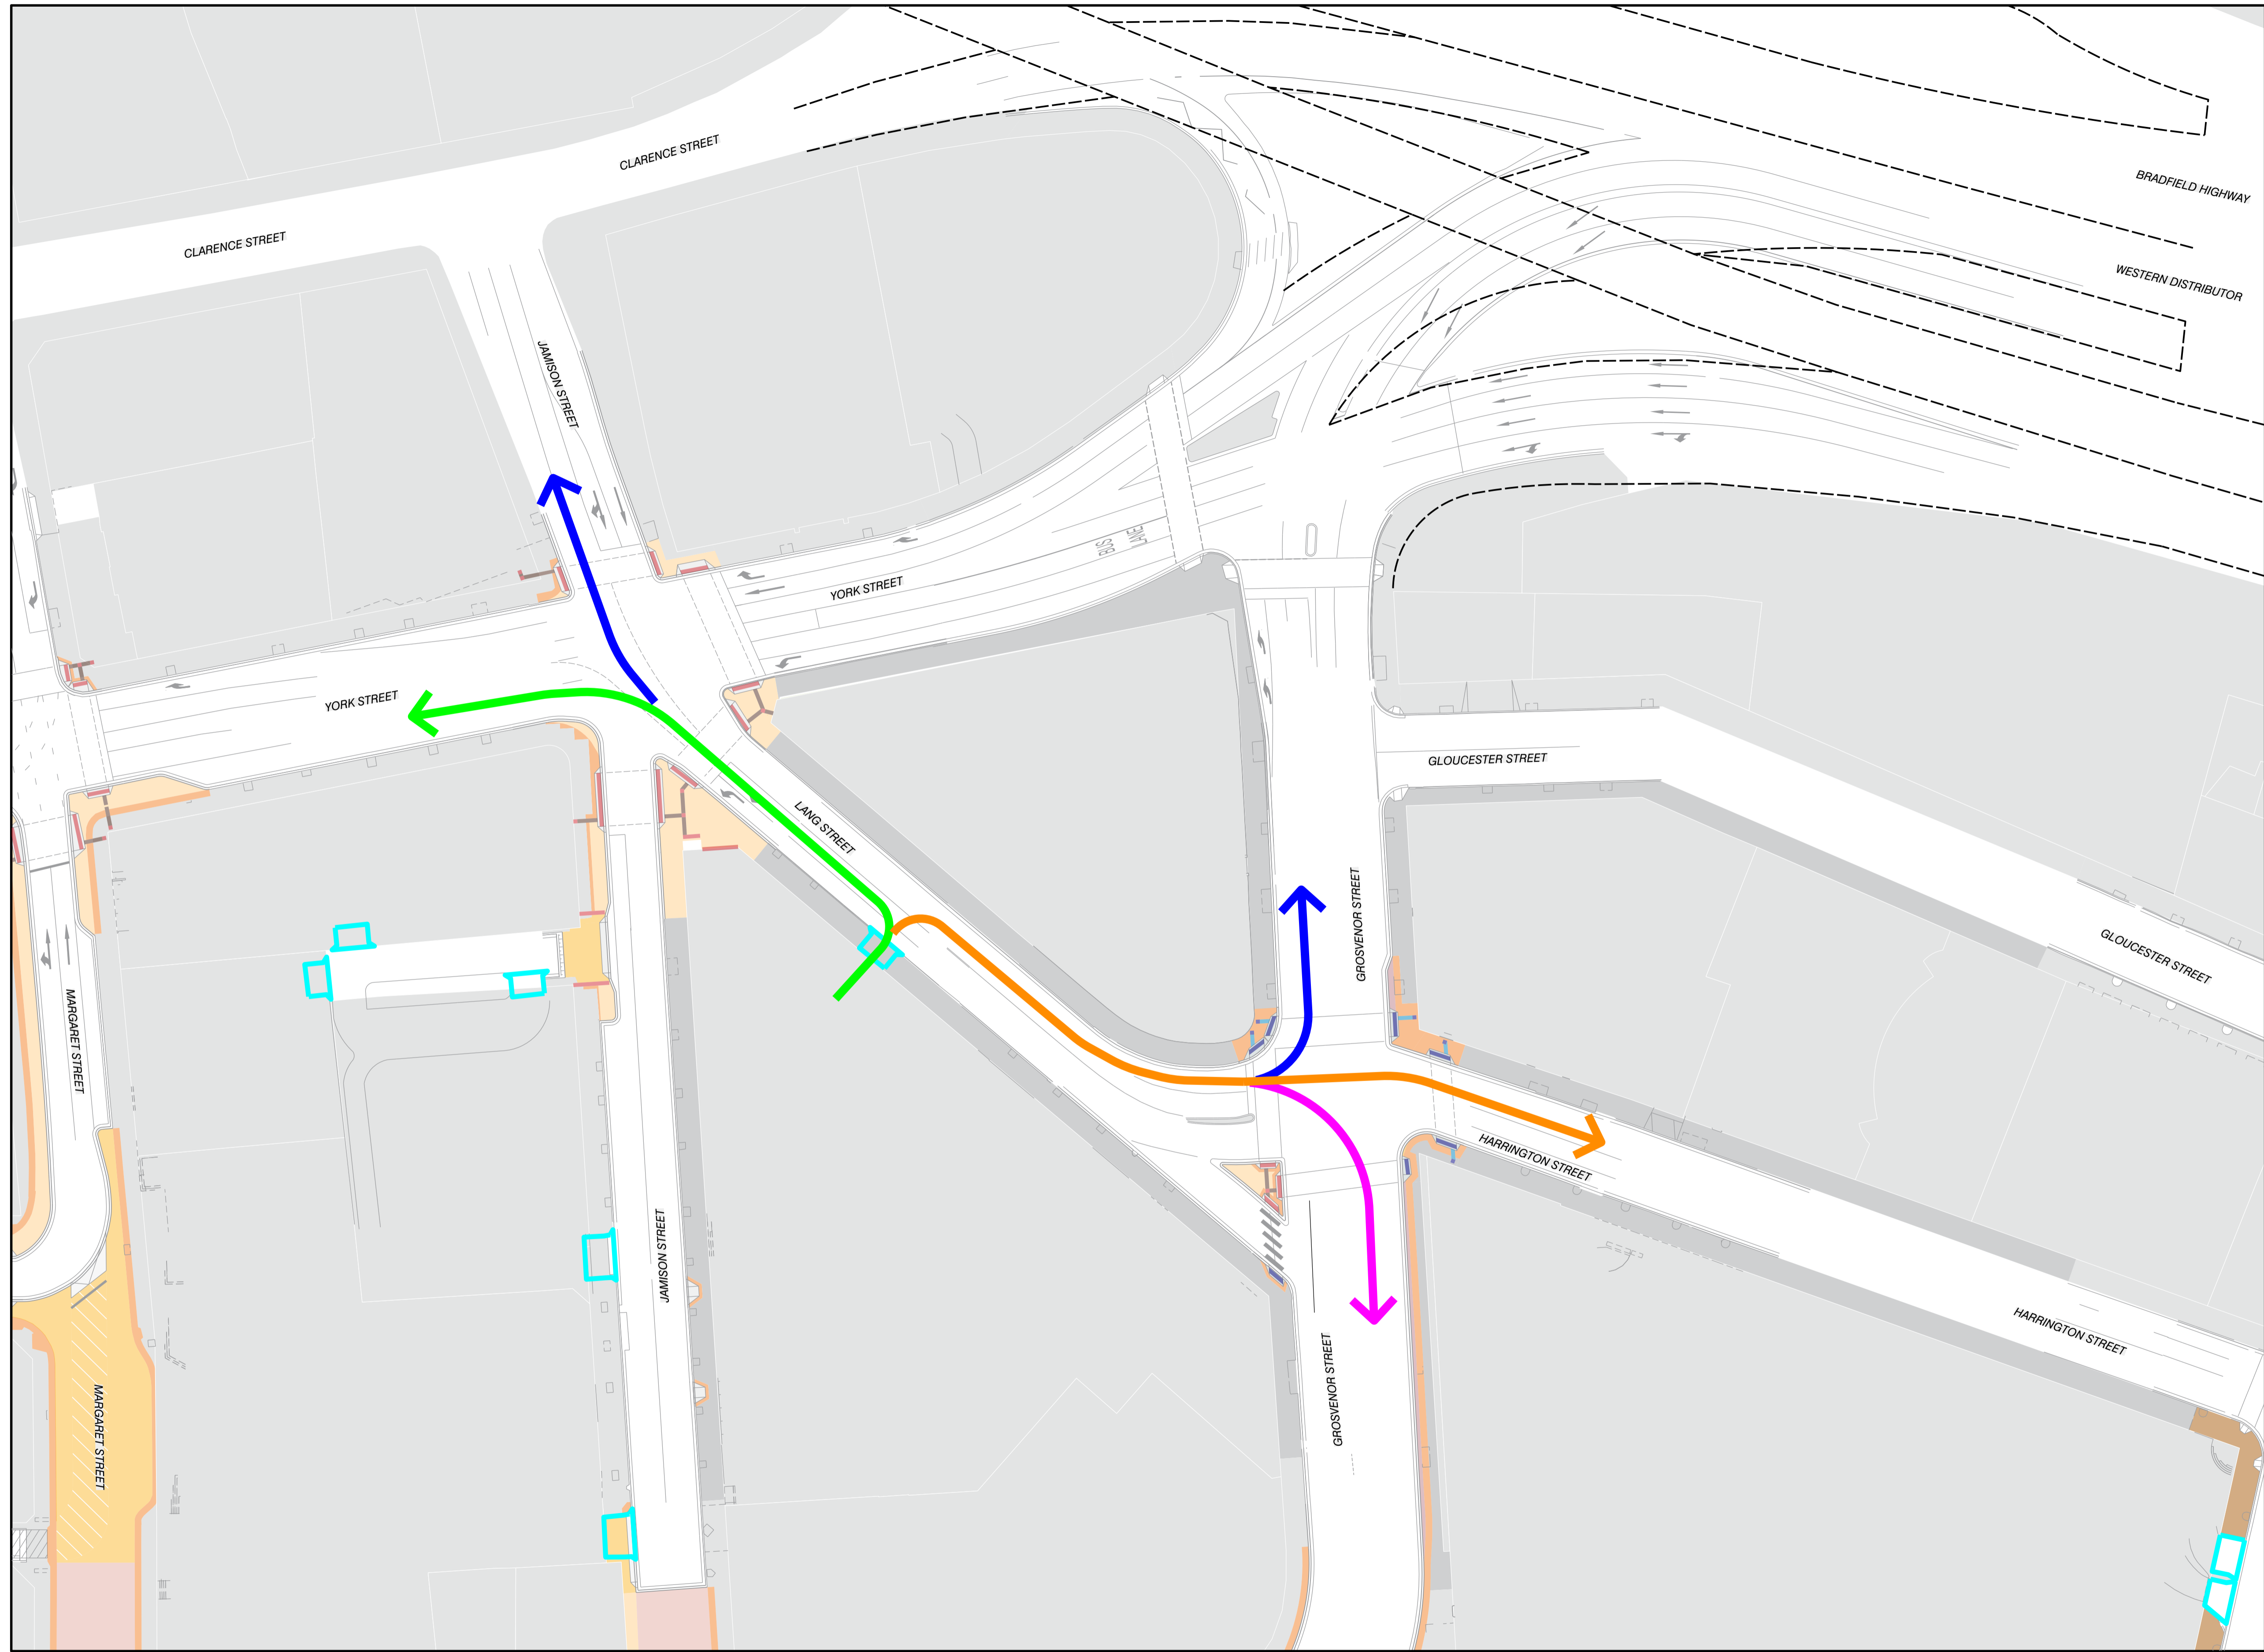 CLARENCE STREET
BRADFIELD HIGHWAY
CLARENCE STREET
WESTERN DISTRIBUTOR
JAMISON STREET
BUS
LANE
YORK STREET
YORK STREET
GLOUCESTER STREET
LANG STREET
GROSVENOR STREET
GLOUCESTER STREET
MARGARET STREET
HARRINGTON STREET
JAMISON STREET
HARRINGTON STREET
GROSVENOR STREET
MARGARET STREET